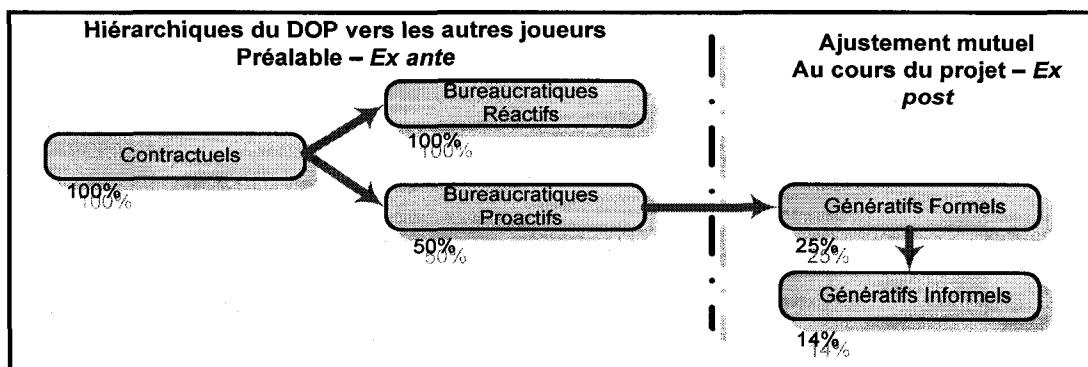 Hiérarchiques du DOP vers les autres joueurs
Préalable – Ex ante
Ajustement mutuel
Au cours du projet – Ex
post
Bureaucratiques
Réactifs
100%
Contractuels
100%
Bureaucratiques
Proactifs
50%
Génératifs Formels
25%
Génératifs Informels
14%